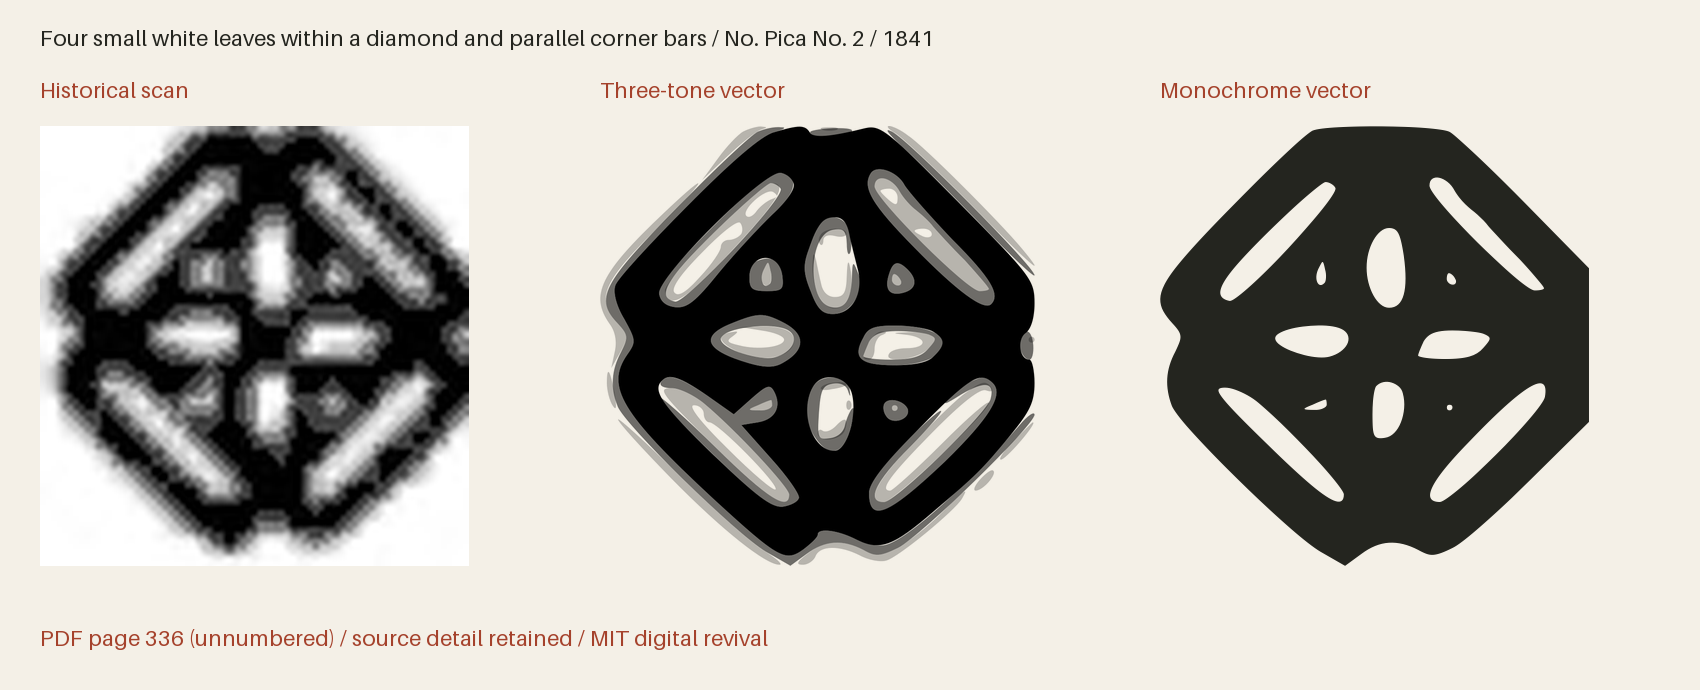 Four small white leaves within a diamond and parallel corner bars / No. Pica No. 2 / 1841
Historical scan
Three-tone vector
Monochrome vector
PDF page 336 (unnumbered) / source detail retained / MIT digital revival